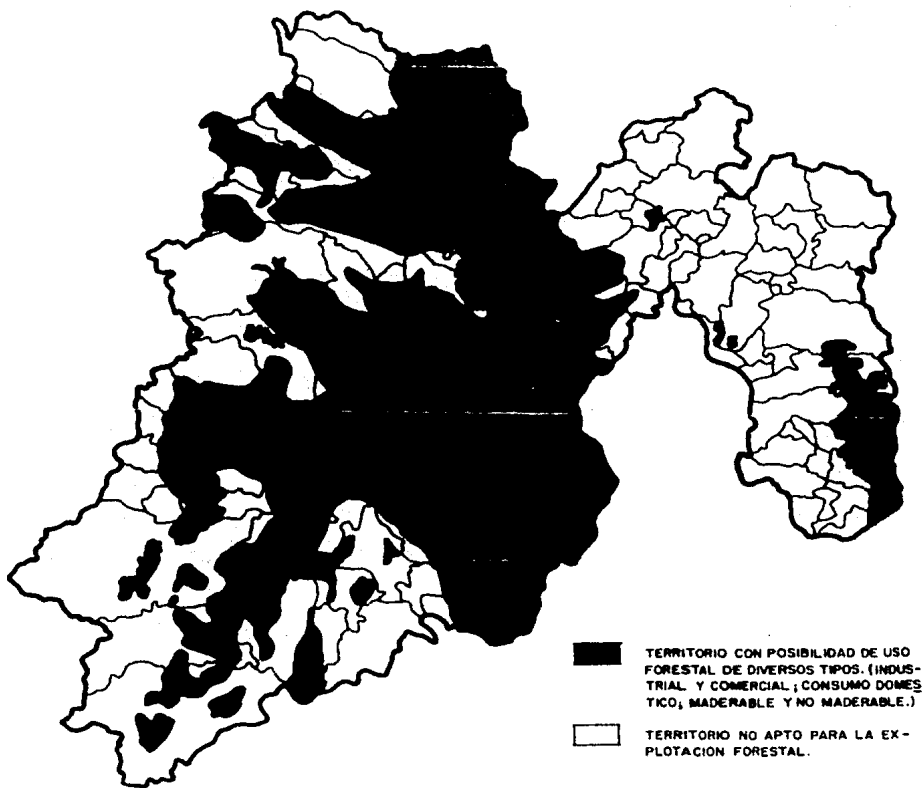 TERRITORIO CON POSIBILIDAD DE USO
FORESTAL DE DIVERSOS TIPOS. (INDUS-
TRIAL Y COMERCIAL; CONSUMO DOMES
TICO; MADERABLE Y NO MADERABLE.)
TERRITORIO NO APTO PARA LA EX-
PLOTACION FORESTAL.